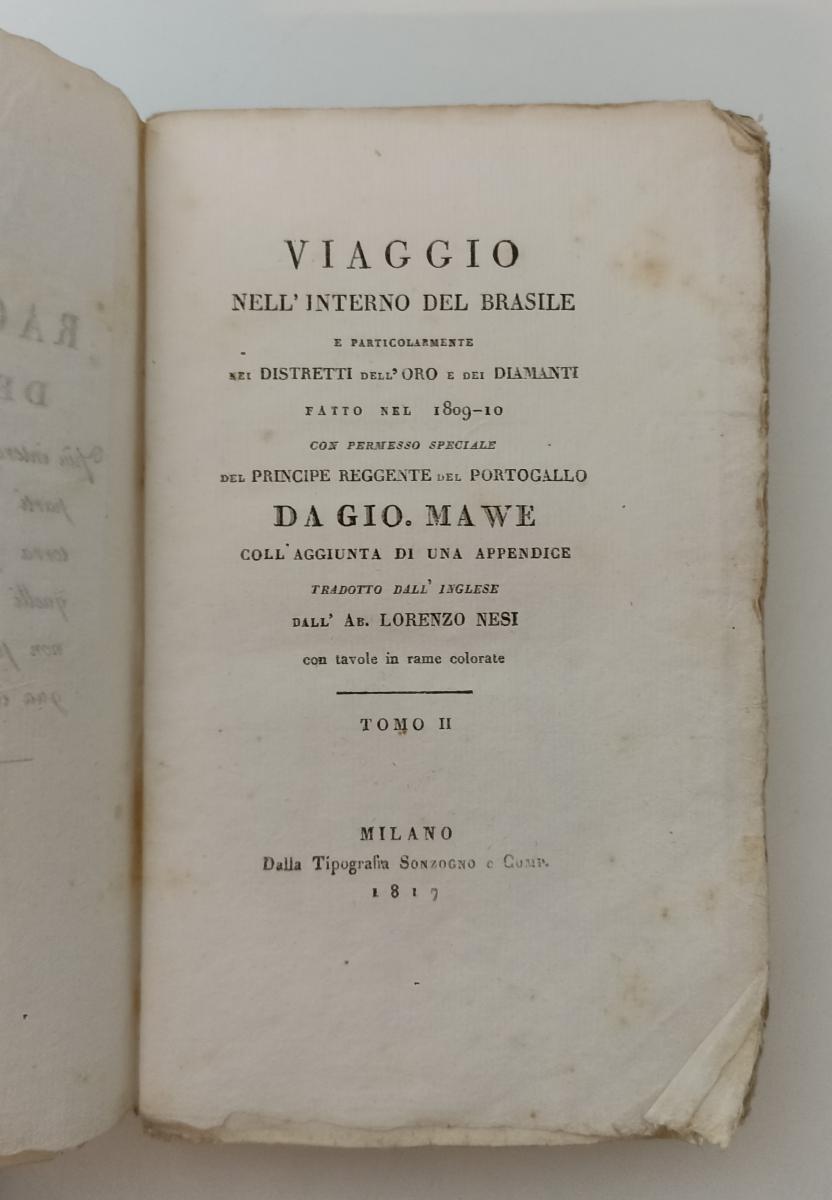 VIAGGIO
NELL' INTERNO DEL BRASILE
E PARTICOLARMENTE
NEI DISTRETTI DELL' ORO E DEI DIAMANTI
FATTO NEL 1809-10
CON PERMESSO SPECIALE
DEL PRINCIPE REGGENTE DEL PORTOGALLO
DA GIO. MAWE
COLL' AGGIUNTA DI UNA APPENDICE
TRADOTTO DALL' INGLESE
DALL' AB. LORENZO NESI
con tavole in rame colorate
TOMO II
MILANO
Dalla Tipografia SONZOGNO e COMP.
1817